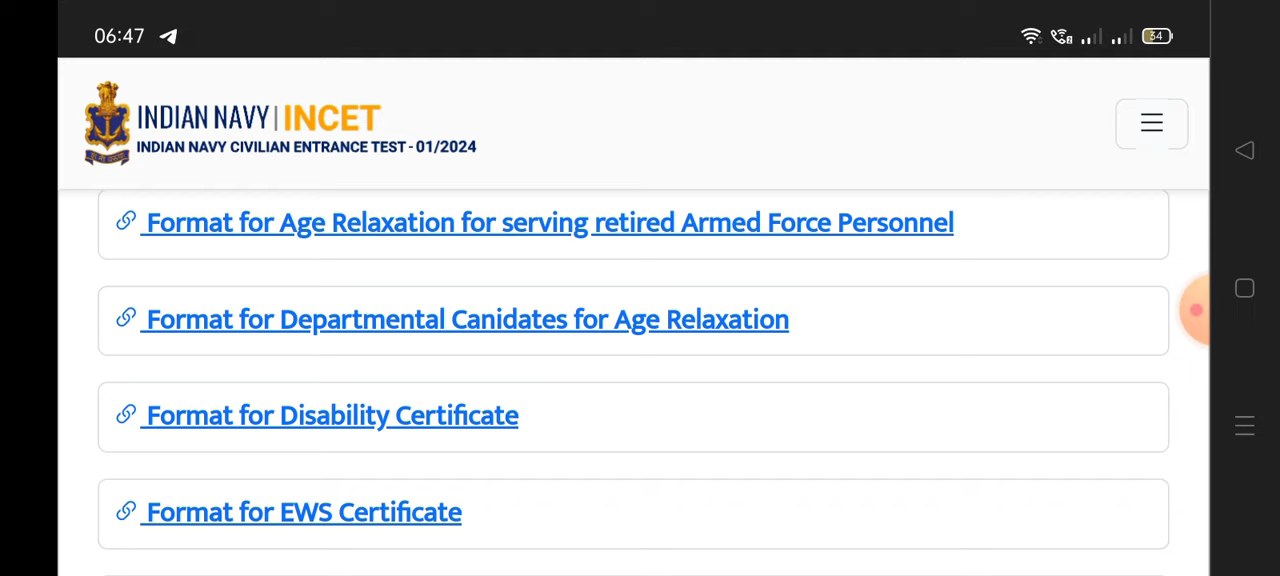 06:47
34
INDIAN NAVY | INCET
INDIAN NAVY CIVILIAN ENTRANCE TEST - 01/2024
Format for Age Relaxation for serving retired Armed Force Personnel
Format for Departmental Canidates for Age Relaxation
Format for Disability Certificate
Format for EWS Certificate